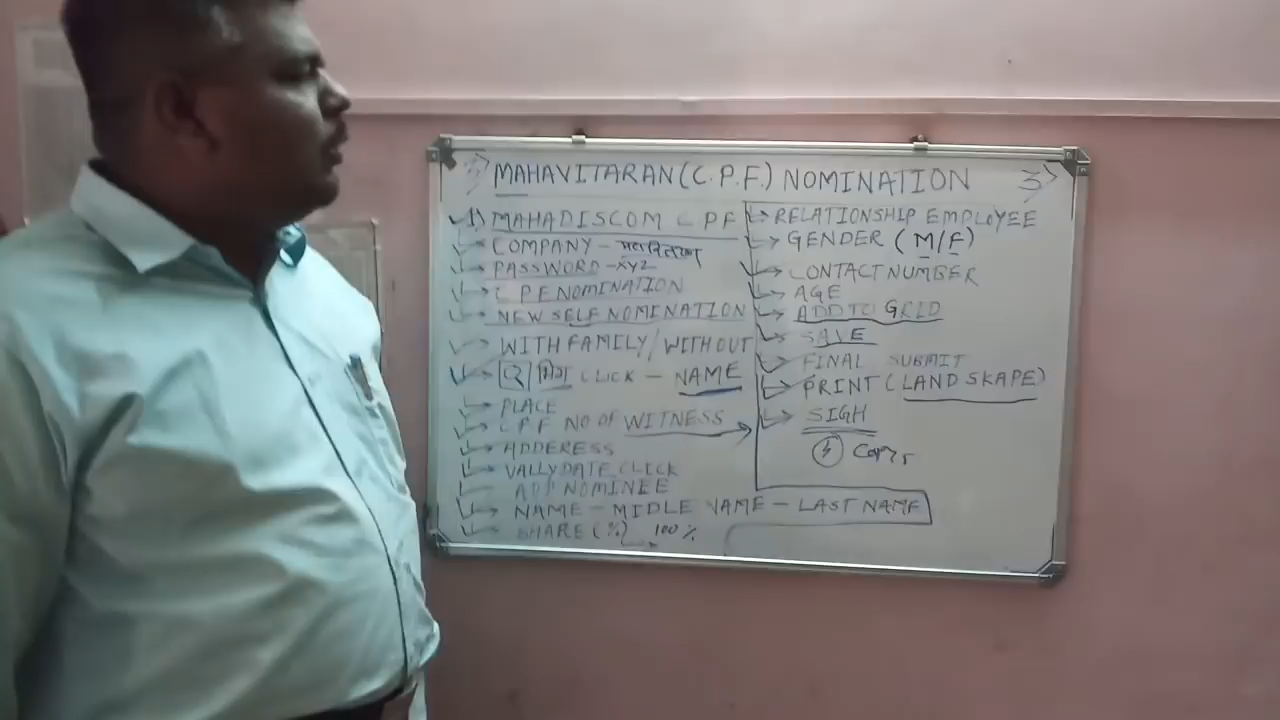 MAHAVITARAN (C.P.F.) NOMINATION 3>
1) MAHADISCOM CPF
COMPANY – महावितरण
PASSWORD – XYZ
CPF NOMINATION
NEW SELF NOMINATION
WITH FAMILY / WITHOUT
CLICK – NAME
PLACE
CPF NO OF WITNESS
ADDERESS
VALLYDATE CLICK
ADD NOMINEE
NAME – MIDLE NAME – LAST NAME
SHARE (%) 100%
RELATIONSHIP EMPLOYEE
GENDER (M/F)
CONTACT NUMBER
AGE
ADD TO GRID
SAVE
FINAL SUBMIT
PRINT (LAND SKAPE)
SIGH